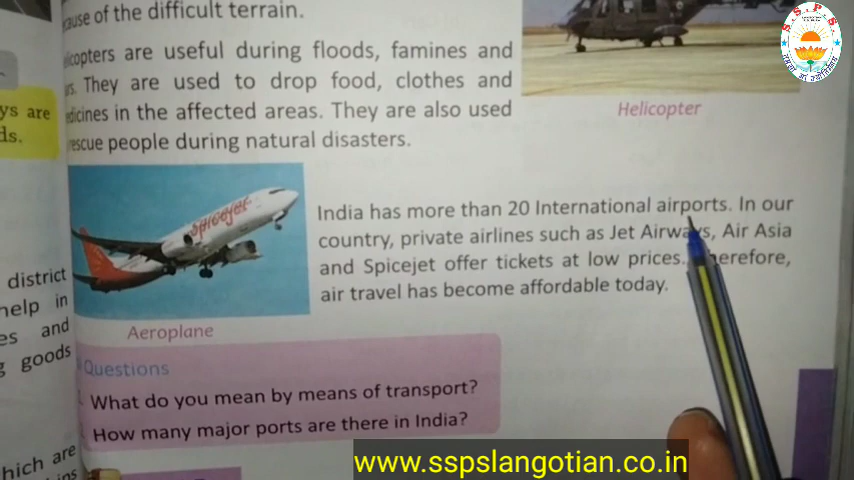 cause of the difficult terrain.
copters are useful during floods, famines and
They are used to drop food, clothes and
in the affected areas. They are also used
rescue people during natural disasters.
Helicopter
ys are
ds.
spicejet
India has more than 20 International airports. In our
country, private airlines such as Jet Airways, Air Asia
and Spicejet offer tickets at low prices. Therefore,
air travel has become affordable today.
Aeroplane
district
help in
es and
goods
Questions
What do you mean by means of transport?
How many major ports are there in India?
hich are
S.S.P.S.
www.sspslangotian.co.in